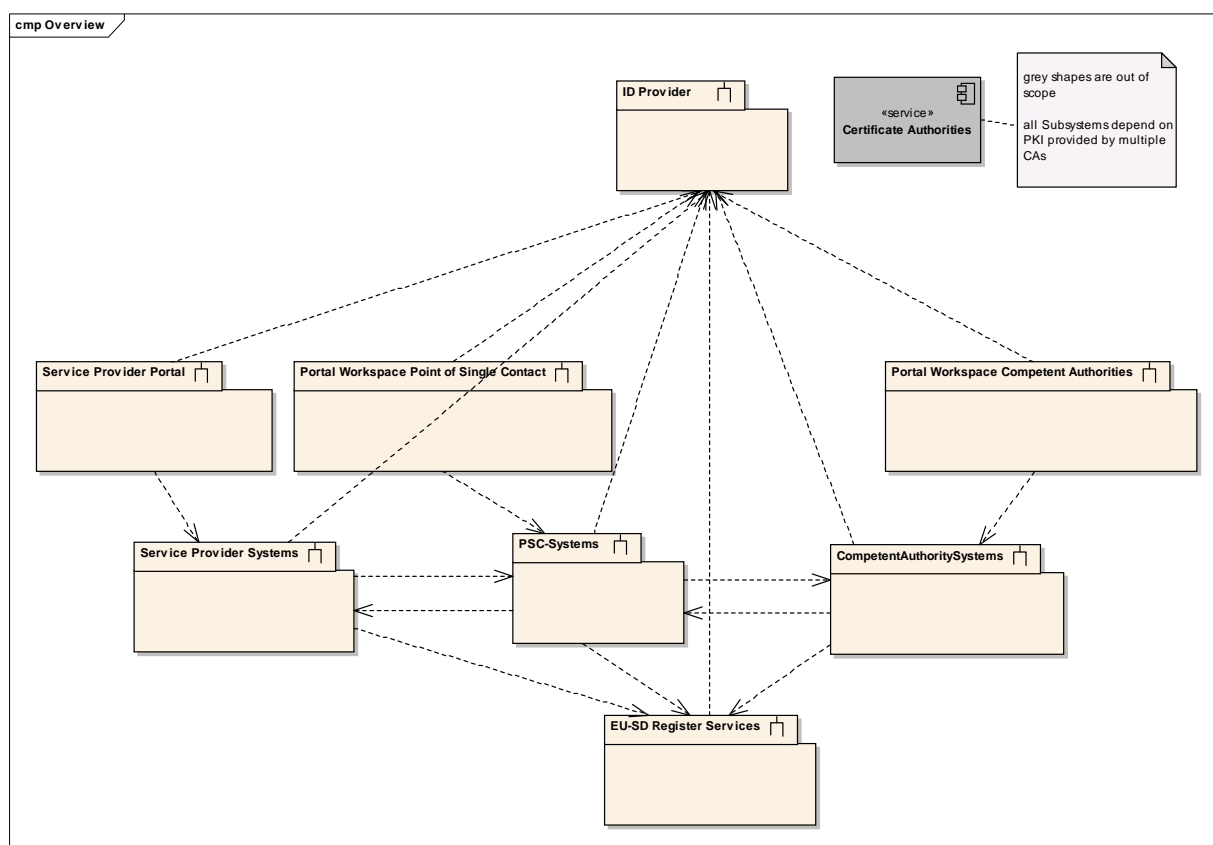 cmp Overview
ID Provider
«service»
Certificate Authorities
grey shapes are out of
scope
all Subsystems depend on
PKI provided by multiple
CAs
Service Provider Portal
Portal Workspace Point of Single Contact
Portal Workspace Competent Authorities
Service Provider Systems
PSC-Systems
CompetentAuthoritySystems
EU-SD Register Services